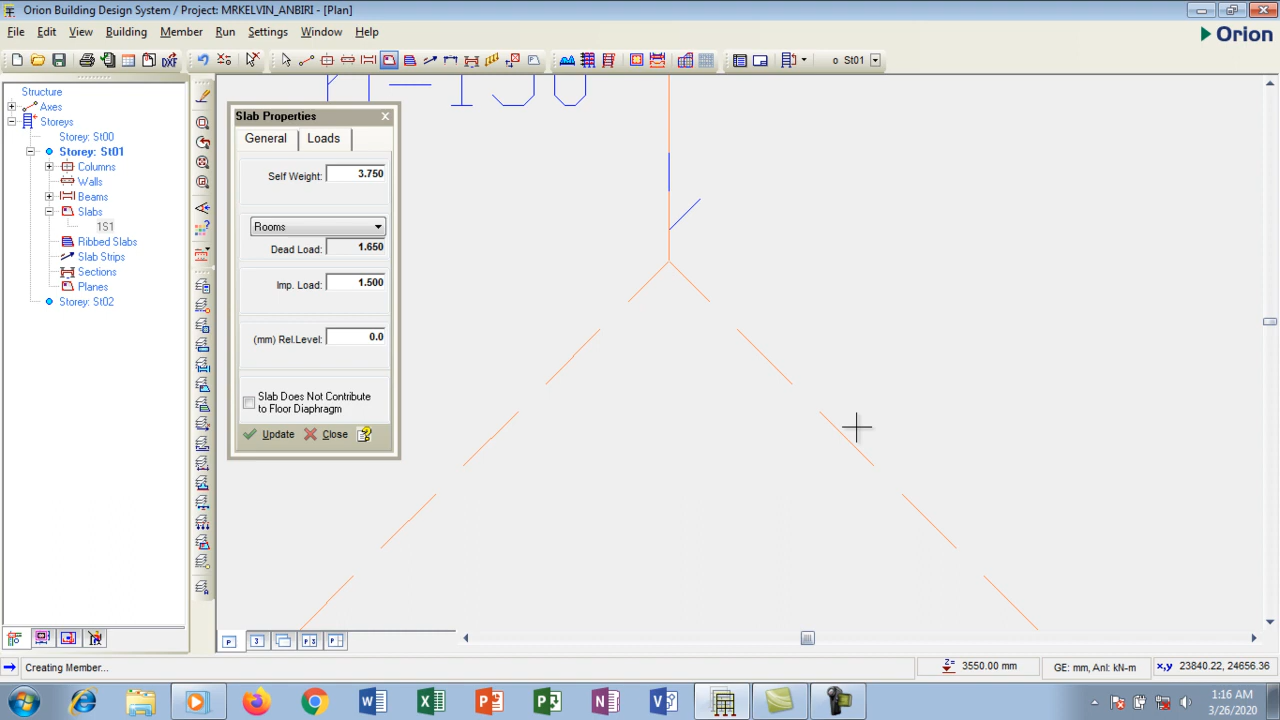 Orion Building Design System / Project: MRKELVIN_ANBIRI - [Plan]
File Edit View Building Member Run Settings Window Help
Orion
DXF
St01
Structure
Axes
Storeys
Storey: St00
Storey: St01
Columns
Walls
Beams
Slabs
1S1
Ribbed Slabs
Slab Strips
Sections
Planes
Storey: St02
Slab Properties
General Loads
Self Weight: 3.750
Rooms
Dead Load: 1.650
Imp. Load: 1.500
(mm) Rel.Level: 0.0
Slab Does Not Contribute
to Floor Diaphragm
Update Close
Creating Member...
Z= 3550.00 mm
GE: mm, Anl: kN-m
x,y 23840.22, 24656.36
1:16 AM
3/26/2020